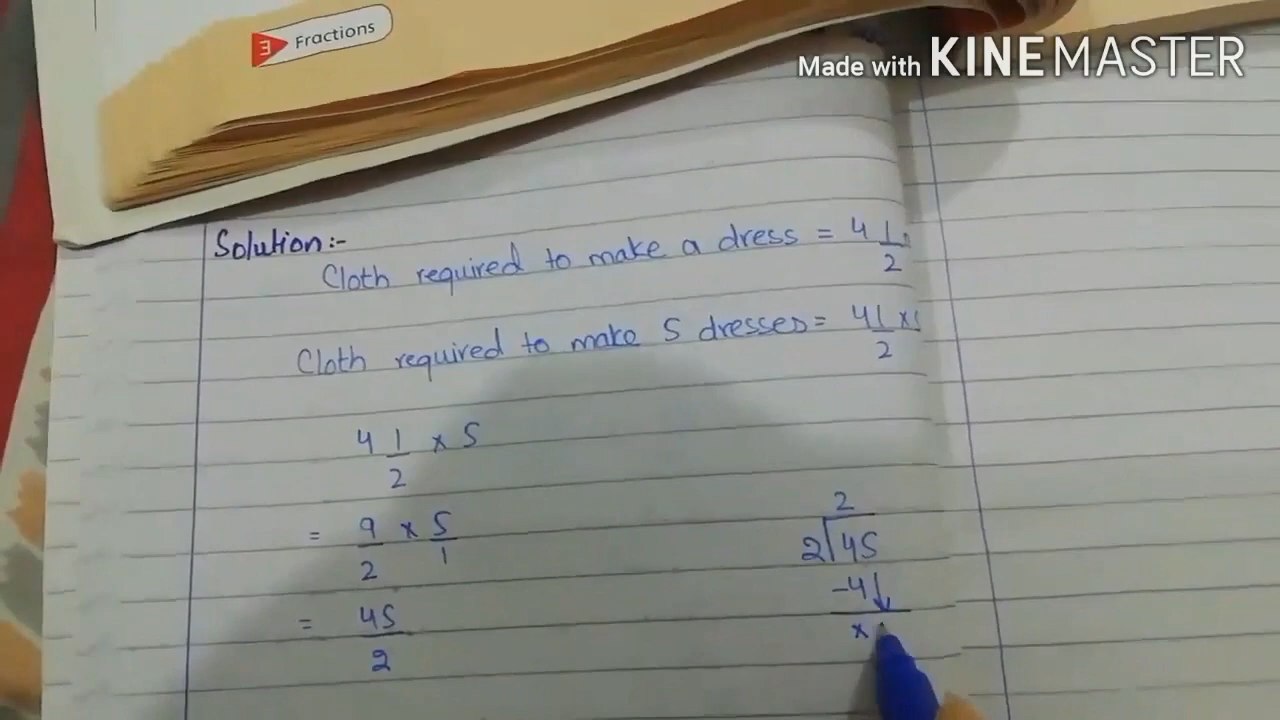 3 Fractions
Made with KINEMASTER
Solution:-
Cloth required to make a dress = 4 1/2
Cloth required to make 5 dresses = 4 1/2 ×
4 1/2 × 5
= 9/2 × 5/1
= 45/2
2
2 45
-4↓
×